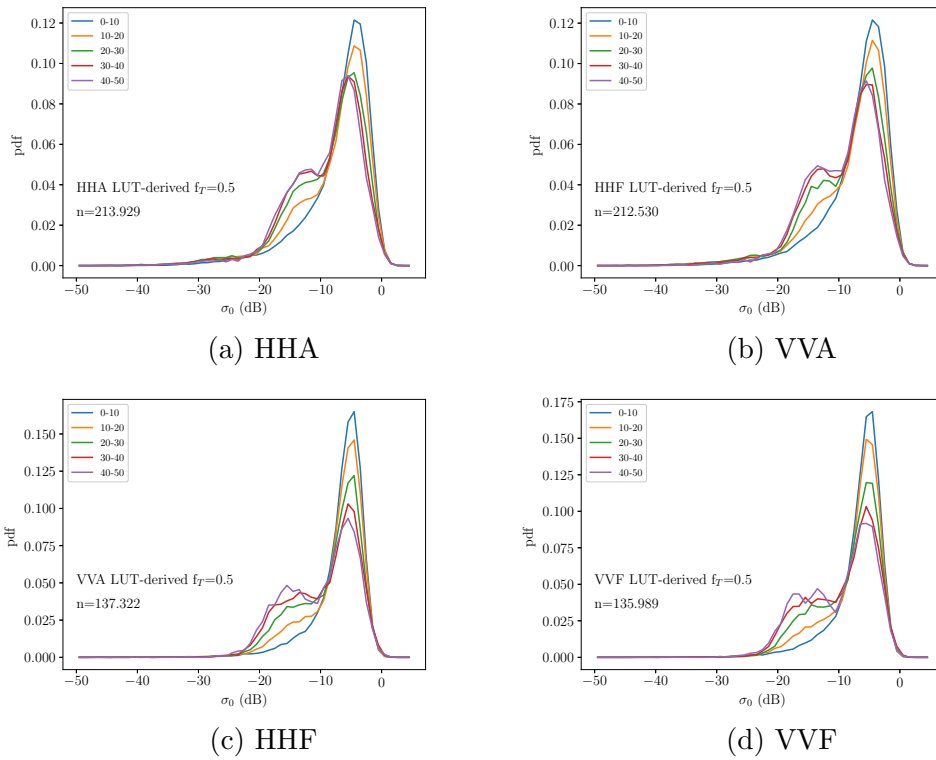 0.12
0.10
0.08
0.06
0.04
0.02
0.00
pdf
0-10
10-20
20-30
30-40
40-50
HHA LUT-derived f_T=0.5
n=213.929
−50 −40 −30 −20 −10 0
σ₀ (dB)
(a) HHA
0.12
0.10
0.08
0.06
0.04
0.02
0.00
pdf
0-10
10-20
20-30
30-40
40-50
HHF LUT-derived f_T=0.5
n=212.530
−50 −40 −30 −20 −10 0
σ₀ (dB)
(b) VVA
0.150
0.125
0.100
0.075
0.050
0.025
0.000
pdf
0-10
10-20
20-30
30-40
40-50
VVA LUT-derived f_T=0.5
n=137.322
−50 −40 −30 −20 −10 0
σ₀ (dB)
(c) HHF
0.175
0.150
0.125
0.100
0.075
0.050
0.025
0.000
pdf
0-10
10-20
20-30
30-40
40-50
VVF LUT-derived f_T=0.5
n=135.989
−50 −40 −30 −20 −10 0
σ₀ (dB)
(d) VVF